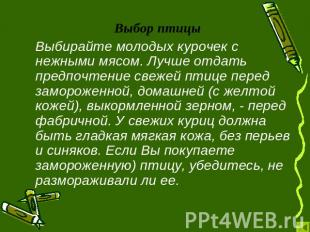 Выбор птицы
Выбирайте молодых курочек с
нежными мясом. Лучше отдать
предпочтение свежей птице перед
замороженной, домашней (с желтой
кожей), выкормленной зерном, - перед
фабричной. У свежих куриц должна
быть гладкая мягкая кожа, без перьев
и синяков. Если Вы покупаете
замороженную) птицу, убедитесь, не
размораживали ли ее.
PPt4WEB.ru